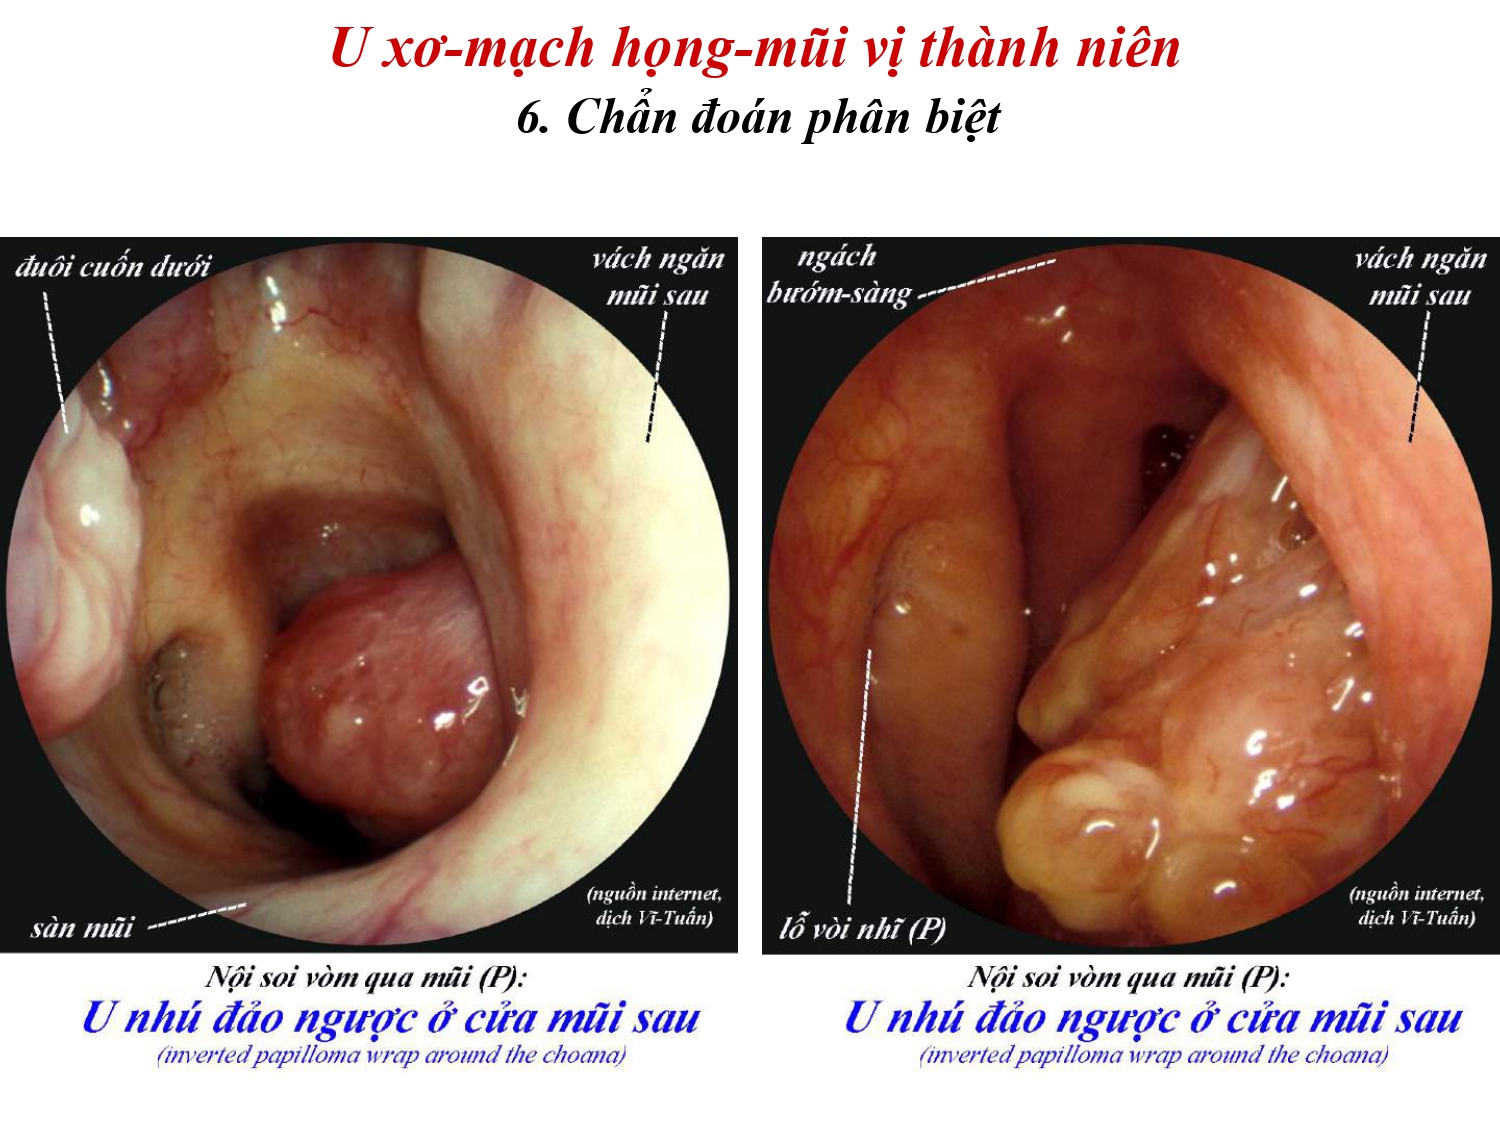 U xơ-mạch họng-mũi vị thành niên
6. Chẩn đoán phân biệt
đuôi cuốn dưới
vách ngăn
mũi sau
sàn mũi
(nguồn internet,
dịch Vĩ-Tuấn)
Nội soi vòm qua mũi (P):
U nhú đảo ngược ở cửa mũi sau
(inverted papilloma wrap around the choana)
ngách
bướm-sàng
vách ngăn
mũi sau
lỗ vòi nhĩ (P)
(nguồn internet,
dịch Vĩ-Tuấn)
Nội soi vòm qua mũi (P):
U nhú đảo ngược ở cửa mũi sau
(inverted papilloma wrap around the choana)